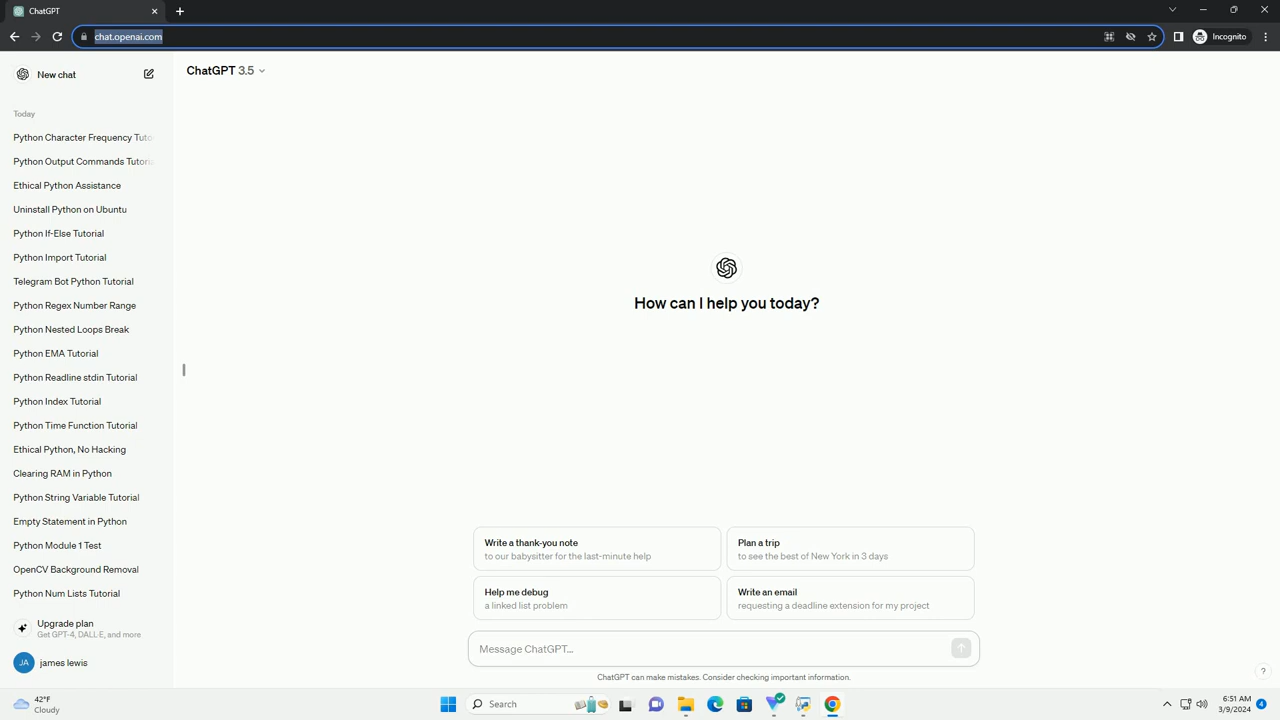 ChatGPT
chat.openai.com
Incognito
New chat
ChatGPT 3.5
Today
Python Character Frequency Tuto
Python Output Commands Tutoria
Ethical Python Assistance
Uninstall Python on Ubuntu
Python If-Else Tutorial
Python Import Tutorial
Telegram Bot Python Tutorial
Python Regex Number Range
Python Nested Loops Break
Python EMA Tutorial
Python Readline stdin Tutorial
Python Index Tutorial
Python Time Function Tutorial
Ethical Python, No Hacking
Clearing RAM in Python
Python String Variable Tutorial
Empty Statement in Python
Python Module 1 Test
OpenCV Background Removal
Python Num Lists Tutorial
Upgrade plan
Get GPT-4, DALL·E, and more
JA james lewis
How can I help you today?
Write a thank-you note
to our babysitter for the last-minute help
Plan a trip
to see the best of New York in 3 days
Help me debug
a linked list problem
Write an email
requesting a deadline extension for my project
Message ChatGPT...
ChatGPT can make mistakes. Consider checking important information.
?
42°F
Cloudy
Search
6:51 AM
3/9/2024
4